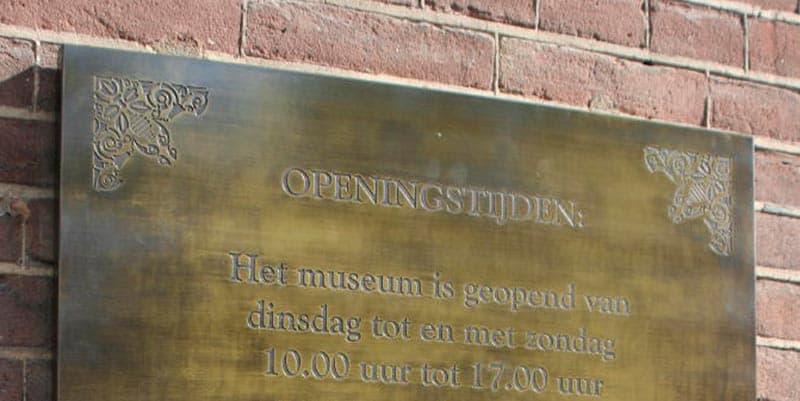 OPENINGSTIJDEN:
Het museum is geopend van
dinsdag tot en met zondag
10.00 uur tot 17.00 uur